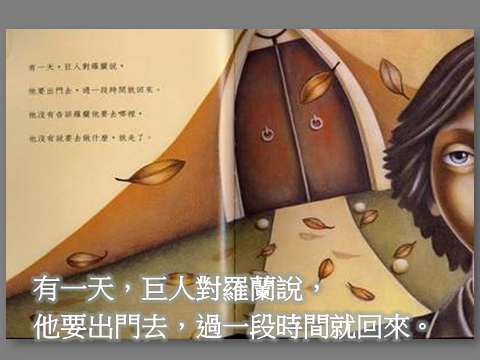 有一天，巨人對羅蘭說，
他要出門去，過一段時間就回來。
他沒有告訴羅蘭他要去哪裡，
他沒有說要去做什麼，就走了。
有一天，巨人對羅蘭說，
他要出門去，過一段時間就回來。